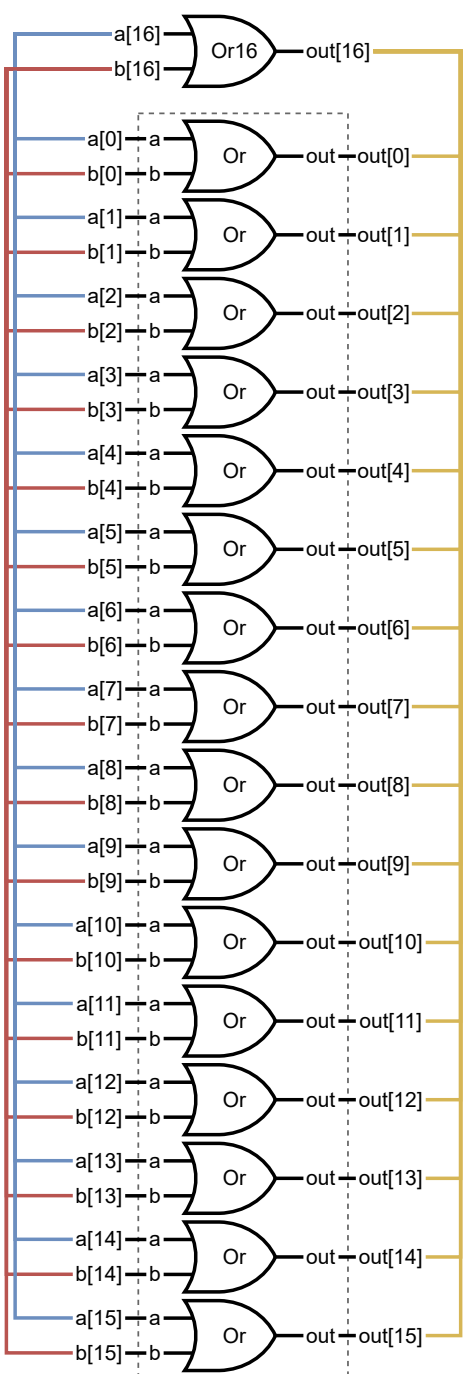 a[16]
Or16
out[16]
b[16]
a[0] a
Or
out out[0]
b[0] b
a[1] a
Or
out out[1]
b[1] b
a[2] a
Or
out out[2]
b[2] b
a[3] a
Or
out out[3]
b[3] b
a[4] a
Or
out out[4]
b[4] b
a[5] a
Or
out out[5]
b[5] b
a[6] a
Or
out out[6]
b[6] b
a[7] a
Or
out out[7]
b[7] b
a[8] a
Or
out out[8]
b[8] b
a[9] a
Or
out out[9]
b[9] b
a[10] a
Or
out out[10]
b[10] b
a[11] a
Or
out out[11]
b[11] b
a[12] a
Or
out out[12]
b[12] b
a[13] a
Or
out out[13]
b[13] b
a[14] a
Or
out out[14]
b[14] b
a[15] a
Or
out out[15]
b[15] b